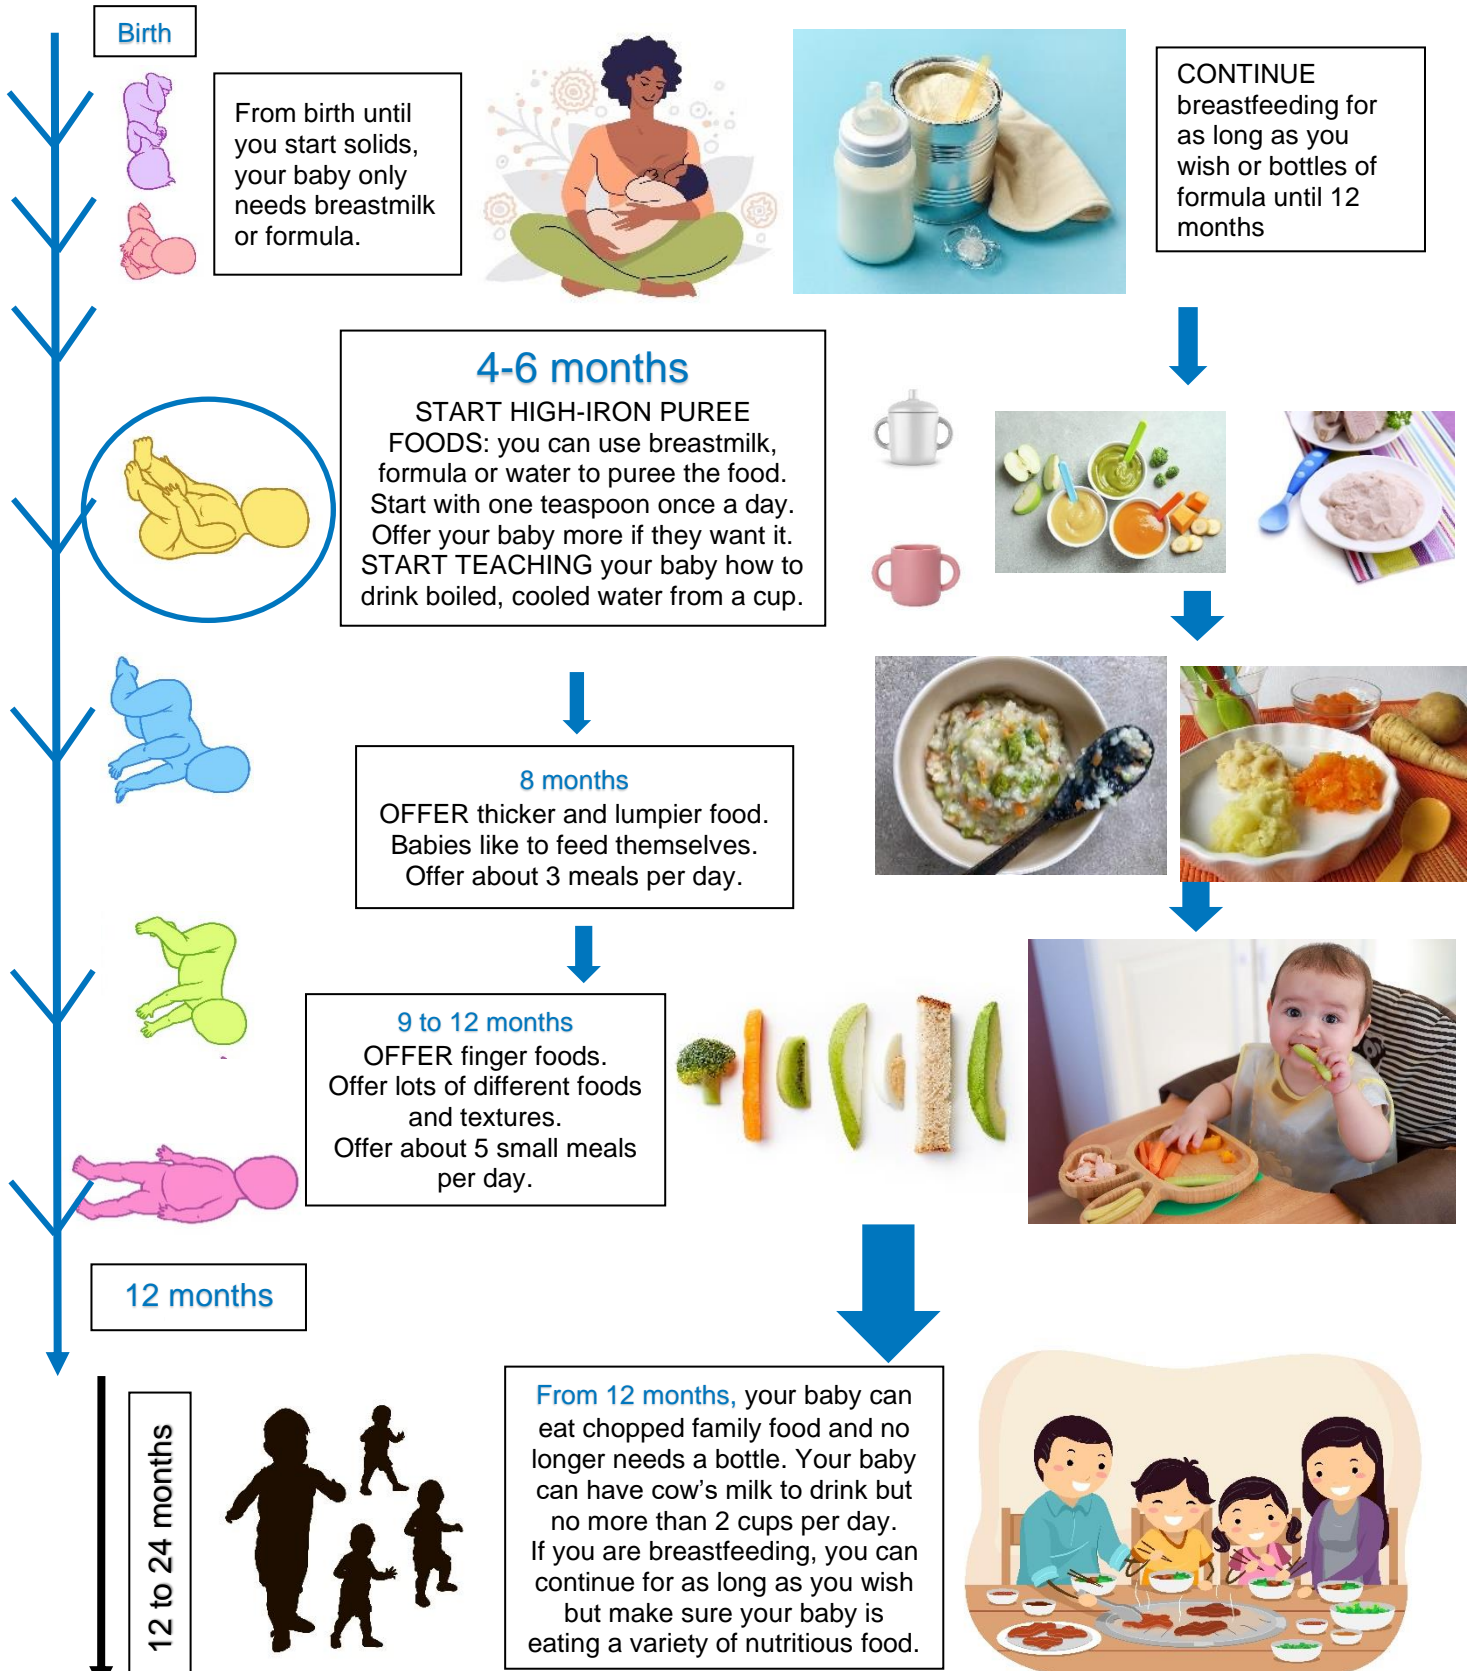 Birth
From birth until
you start solids,
your baby only
needs breastmilk
or formula.
CONTINUE
breastfeeding for
as long as you
wish or bottles of
formula until 12
months
4-6 months
START HIGH-IRON PUREE
FOODS: you can use breastmilk,
formula or water to puree the food.
Start with one teaspoon once a day.
Offer your baby more if they want it.
START TEACHING your baby how to
drink boiled, cooled water from a cup.
8 months
OFFER thicker and lumpier food.
Babies like to feed themselves.
Offer about 3 meals per day.
9 to 12 months
OFFER finger foods.
Offer lots of different foods
and textures.
Offer about 5 small meals
per day.
12 months
12 to 24 months
From 12 months, your baby can
eat chopped family food and no
longer needs a bottle. Your baby
can have cow’s milk to drink but
no more than 2 cups per day.
If you are breastfeeding, you can
continue for as long as you wish
but make sure your baby is
eating a variety of nutritious food.